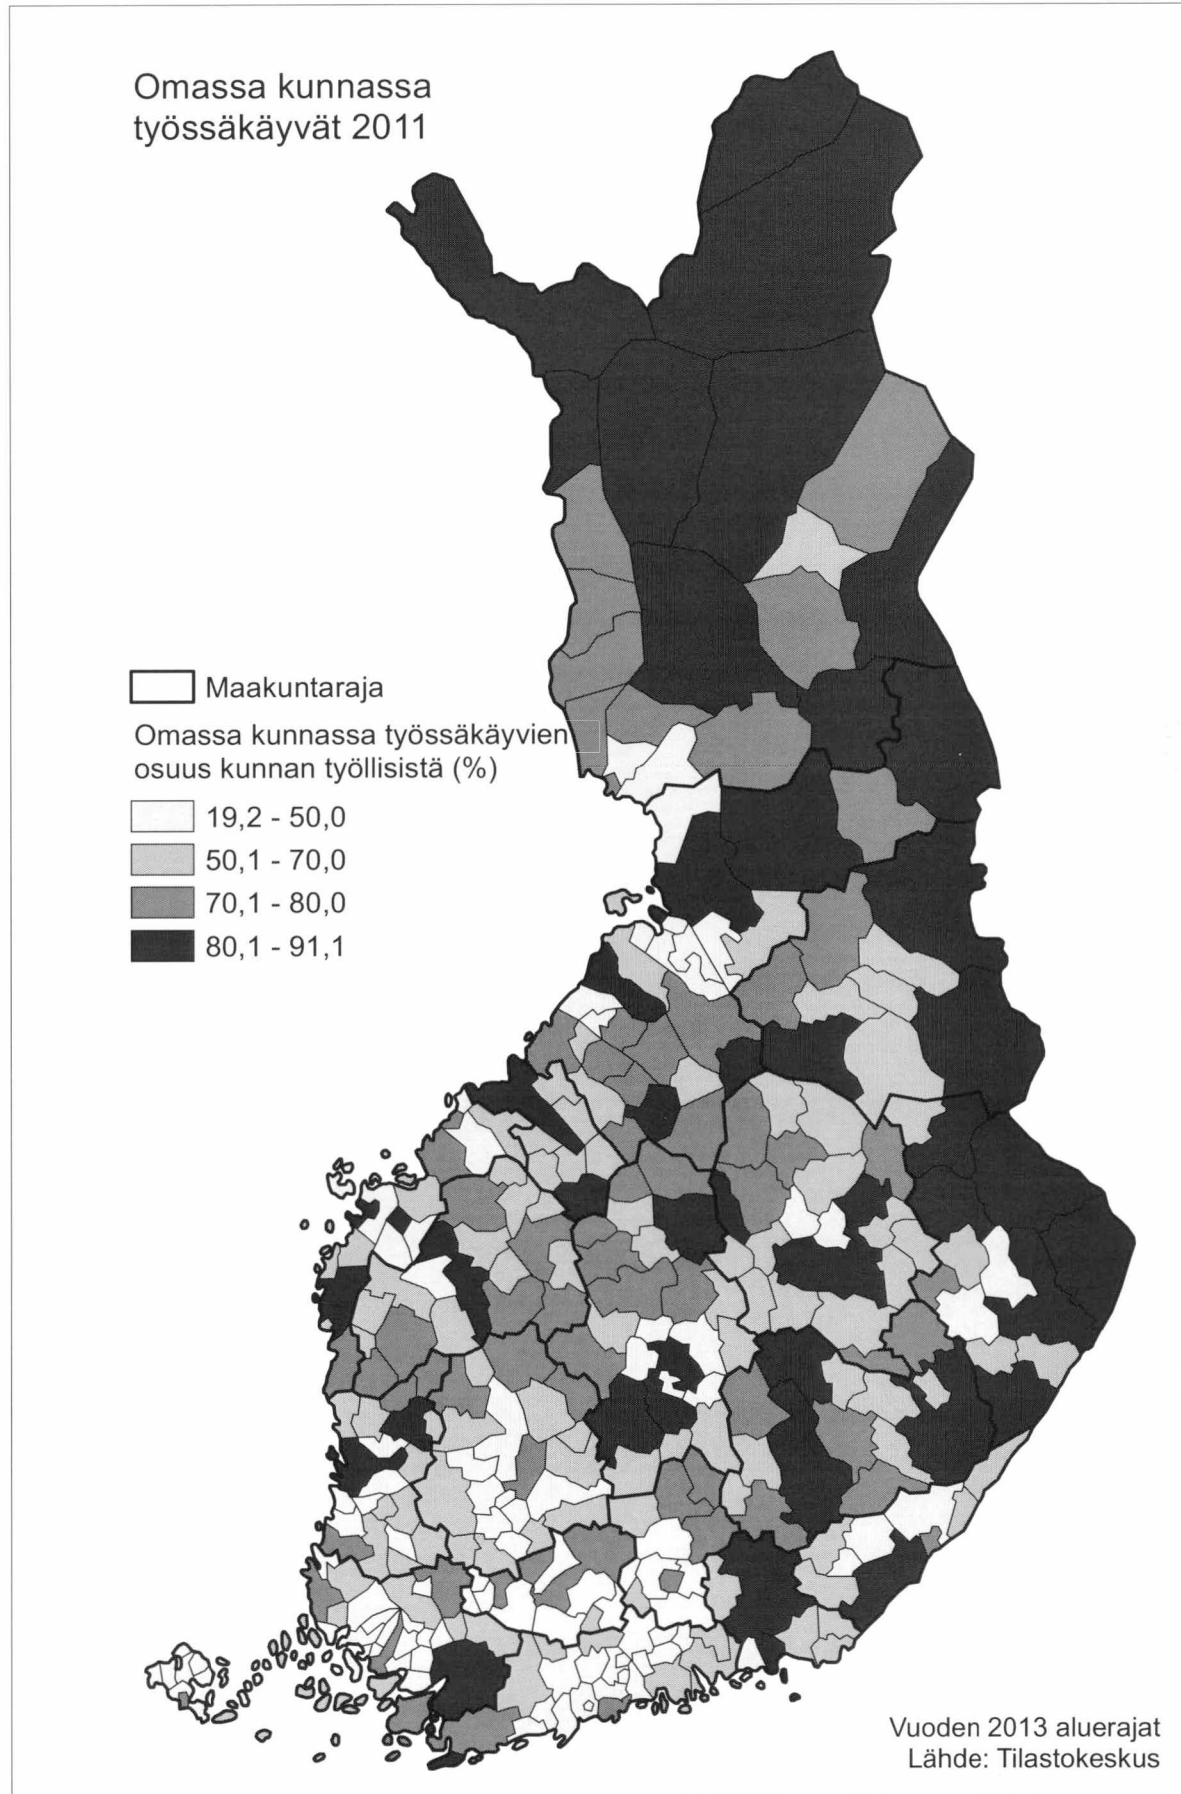 Omassa kunnassa
työssäkäyvät 2011
Maakuntaraja
Omassa kunnassa työssäkäyvien
osuus kunnan työllisistä (%)
19,2 - 50,0
50,1 - 70,0
70,1 - 80,0
80,1 - 91,1
Vuoden 2013 aluerajat
Lähde: Tilastokeskus